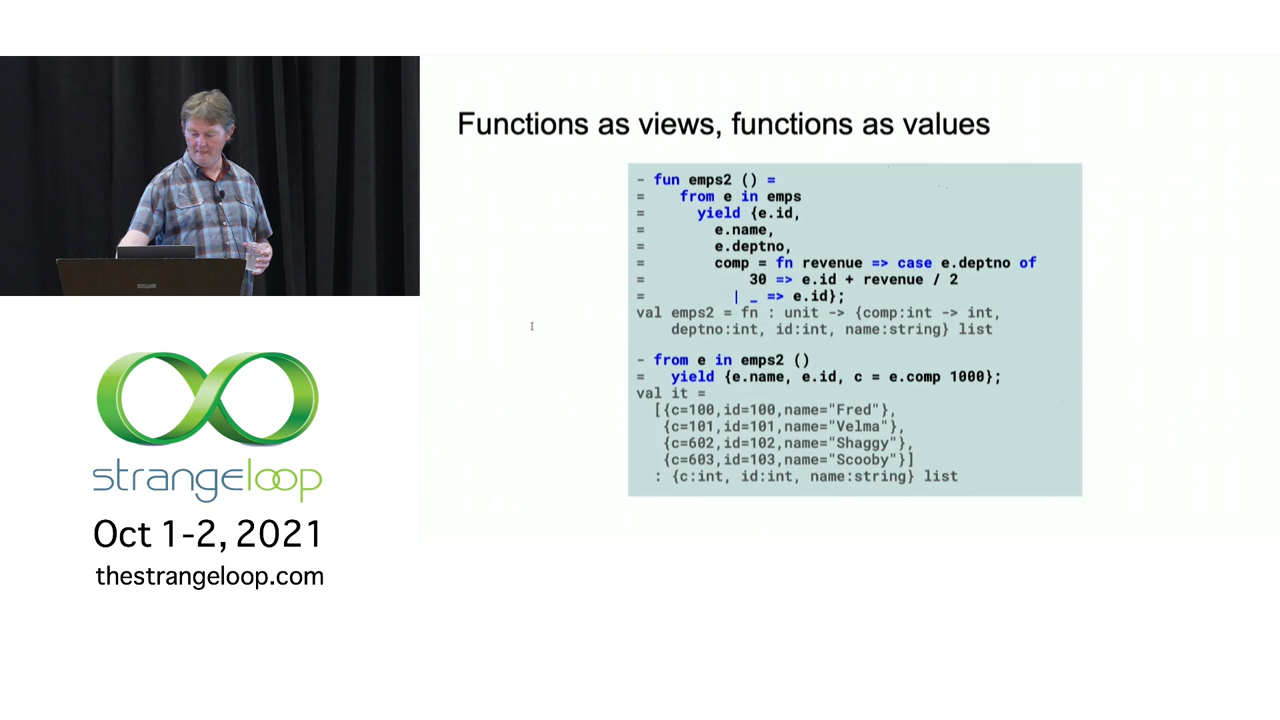 Functions as views, functions as values
- fun emps2 () =
= from e in emps
= yield {e.id,
= e.name,
= e.deptno,
= comp = fn revenue => case e.deptno of
= 30 => e.id + revenue / 2
= | _ => e.id};
val emps2 = fn : unit -> {comp:int -> int,
deptno:int, id:int, name:string} list
- from e in emps2 ()
= yield {e.name, e.id, c = e.comp 1000};
val it =
[{c=100,id=100,name="Fred"},
{c=101,id=101,name="Velma"},
{c=602,id=102,name="Shaggy"},
{c=603,id=103,name="Scooby"}]
: {c:int, id:int, name:string} list
strangeloop
Oct 1-2, 2021
thestrangeloop.com